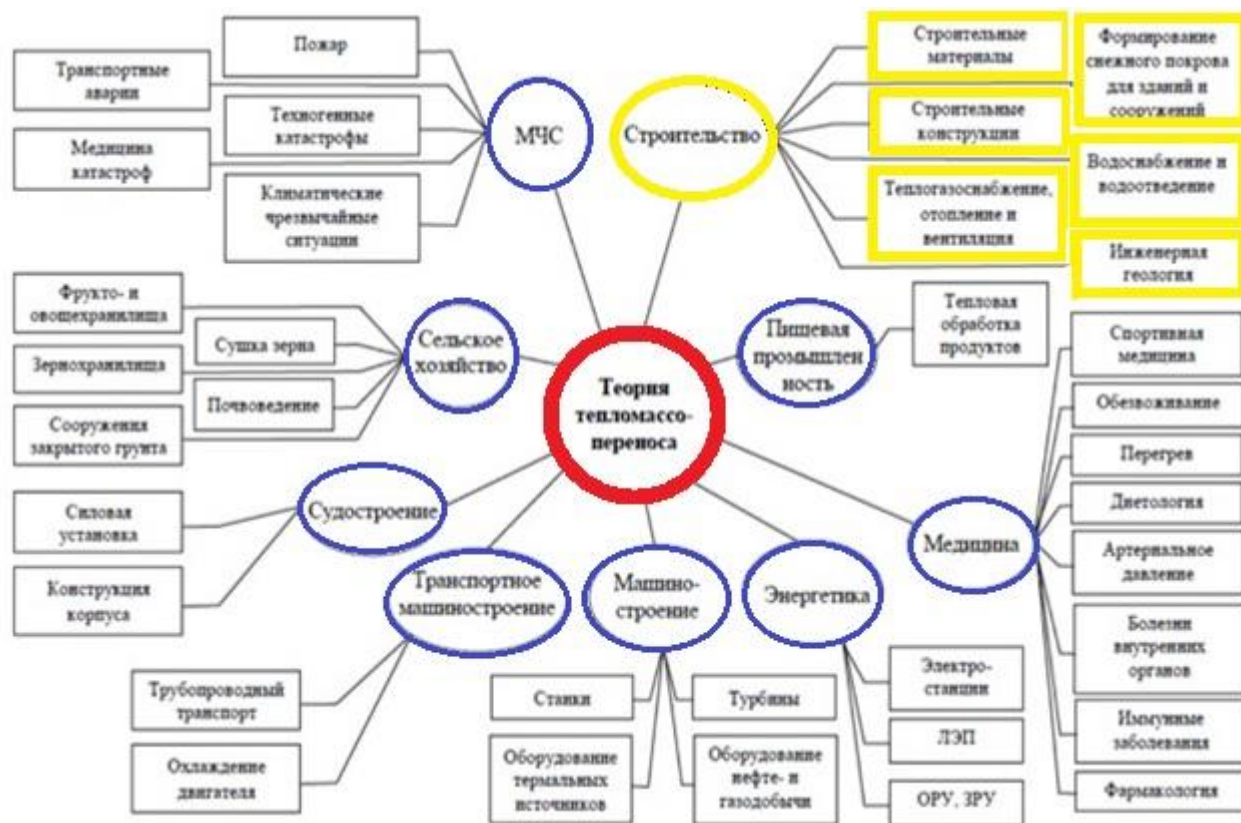 Пожар
Транспортные
аварии
Техногенные
катастрофы
Медицина
катастроф
Климатические
чрезвычайные
ситуации
МЧС
Строительство
Строительные
материалы
Формирование
снежного покрова
для зданий и
сооружений
Строительные
конструкции
Водоснабжение и
водоотведение
Теплогазоснабжение,
отопление и
вентиляция
Инженерная
геология
Фрукто- и
овощехранилища
Сушка зерна
Зернохранилища
Почвоведение
Сооружения
закрытого грунта
Сельское
хозяйство
Теория
тепломассо-
переноса
Пищевая
промышлен
ность
Тепловая
обработка
продуктов
Спортивная
медицина
Обезвоживание
Перегрев
Диетология
Артериальное
давление
Болезни
внутренних
органов
Иммунные
заболевания
Фармакология
Медицина
Силовая
установка
Конструкция
корпуса
Судостроение
Транспортное
машиностроение
Машино-
строение
Энергетика
Трубопроводный
транспорт
Охлаждение
двигателя
Станки
Турбины
Оборудование
термальных
источников
Оборудование
нефте- и
газодобычи
Электро-
станции
ЛЭП
ОРУ, ЗРУ